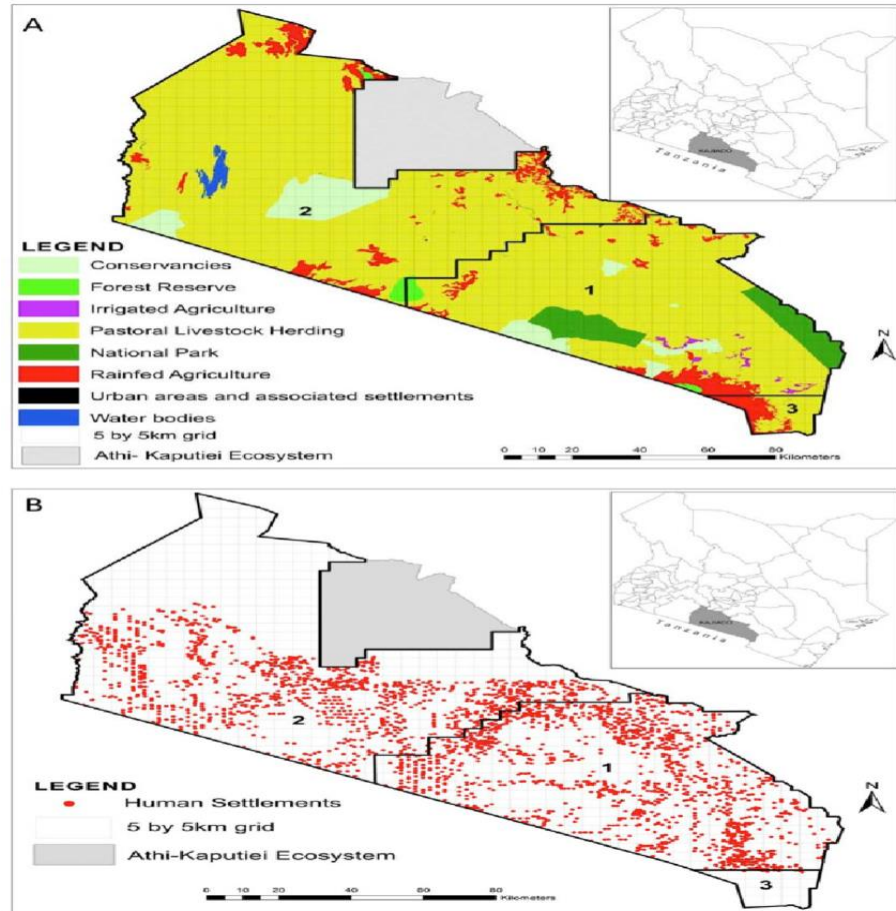 A
KAJIADO
Tanzania
2
LEGEND
Conservancies
Forest Reserve
Irrigated Agriculture
Pastoral Livestock Herding
National Park
Rainfed Agriculture
Urban areas and associated settlements
Water bodies
5 by 5km grid
Athi- Kaputiei Ecosystem
1
N
3
0 20 40 60 80
Kilometers
B
KAJIADO
Tanzania
2
1
LEGEND
Human Settlements
5 by 5km grid
Athi-Kaputiei Ecosystem
N
3
0 20 40 60 80
Kilometers